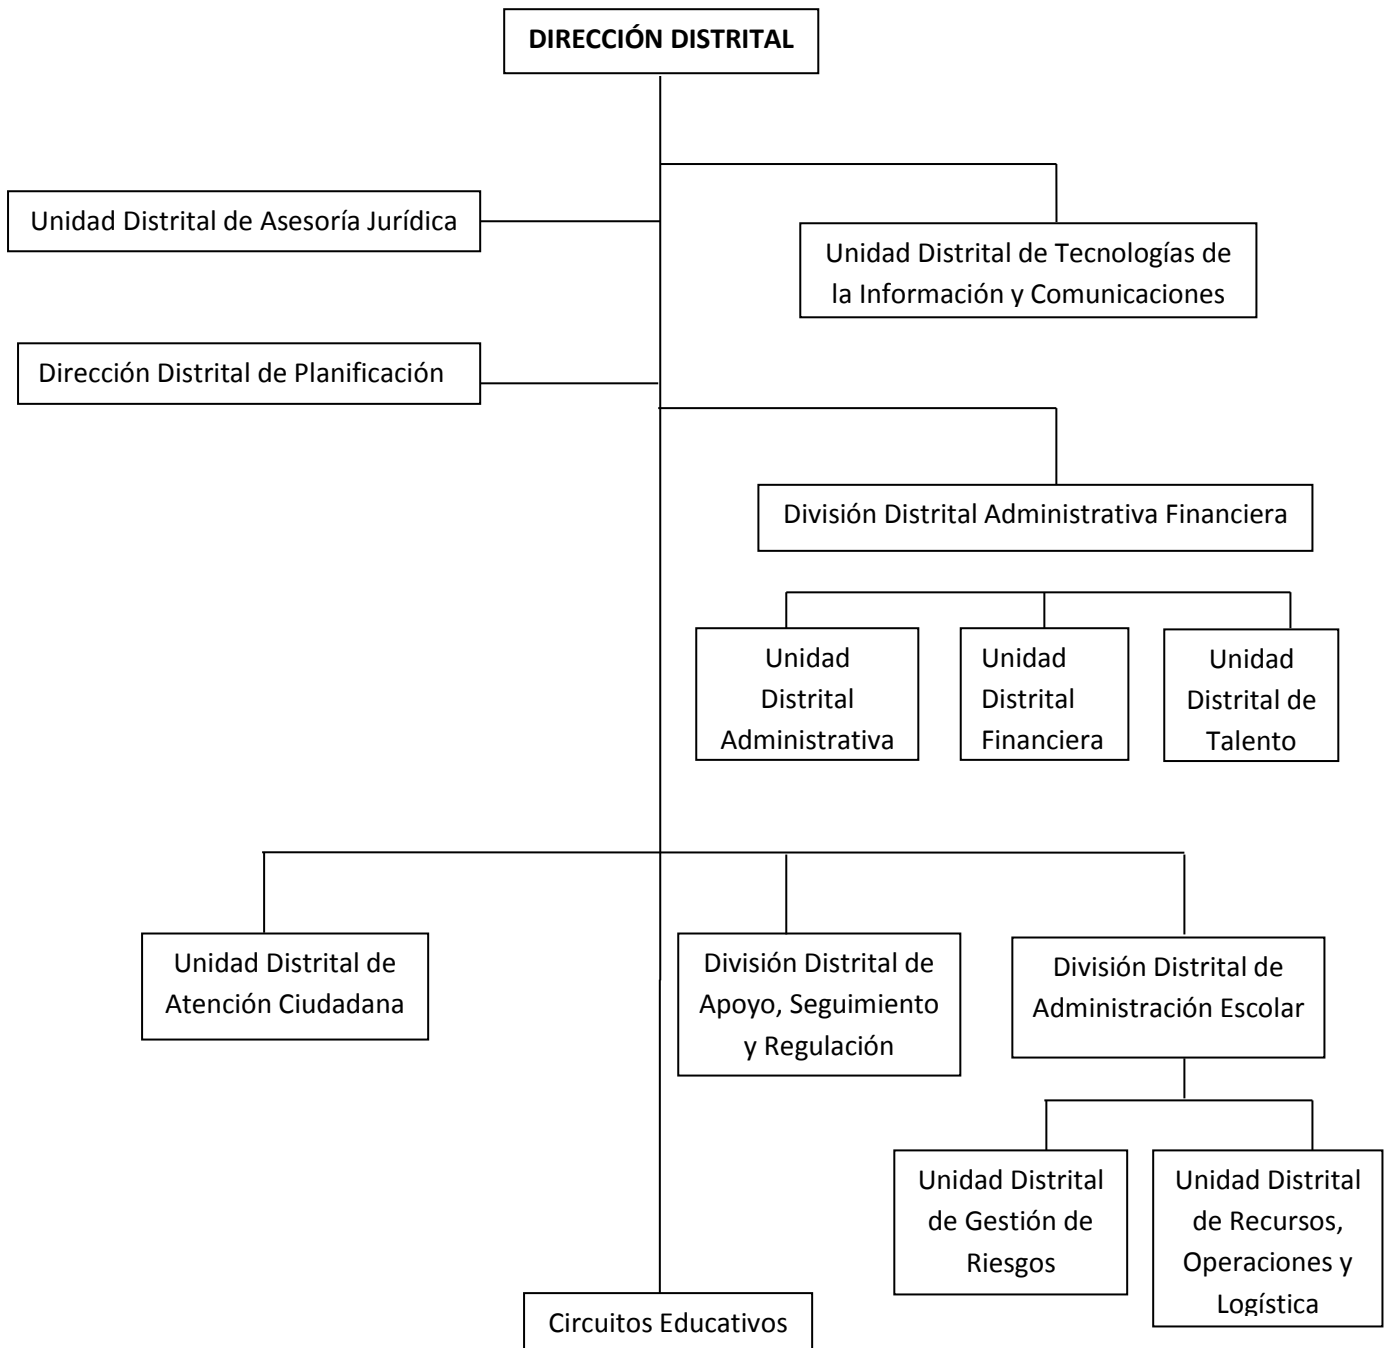 DIRECCIÓN DISTRITAL
Unidad Distrital de Asesoría Jurídica
Unidad Distrital de Tecnologías de
la Información y Comunicaciones
Dirección Distrital de Planificación
División Distrital Administrativa Financiera
Unidad
Distrital
Administrativa
Unidad
Distrital
Financiera
Unidad
Distrital de
Talento
Unidad Distrital de
Atención Ciudadana
División Distrital de
Apoyo, Seguimiento
y Regulación
División Distrital de
Administración Escolar
Unidad Distrital
de Gestión de
Riesgos
Unidad Distrital
de Recursos,
Operaciones y
Logística
Circuitos Educativos